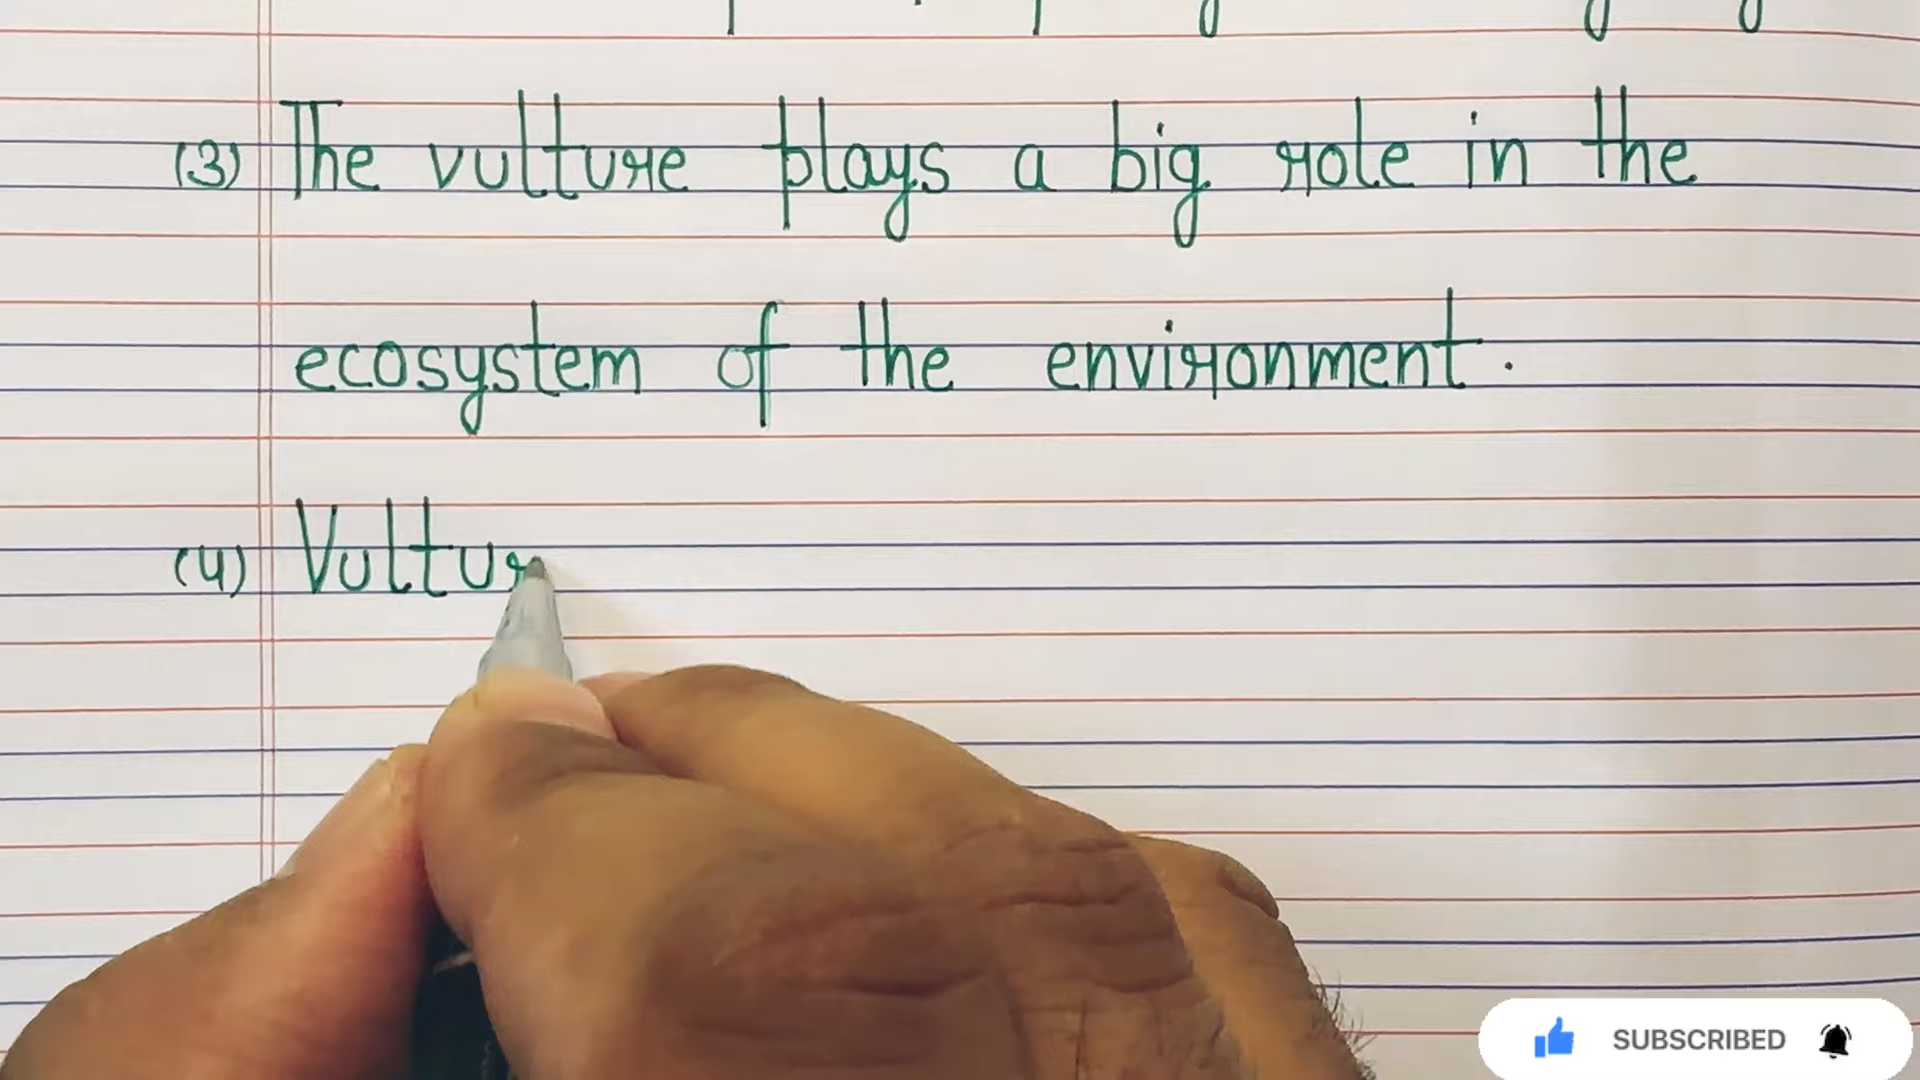 (3) The vulture plays a big role in the
ecosystem of the environment.
(4) Vultur
SUBSCRIBED